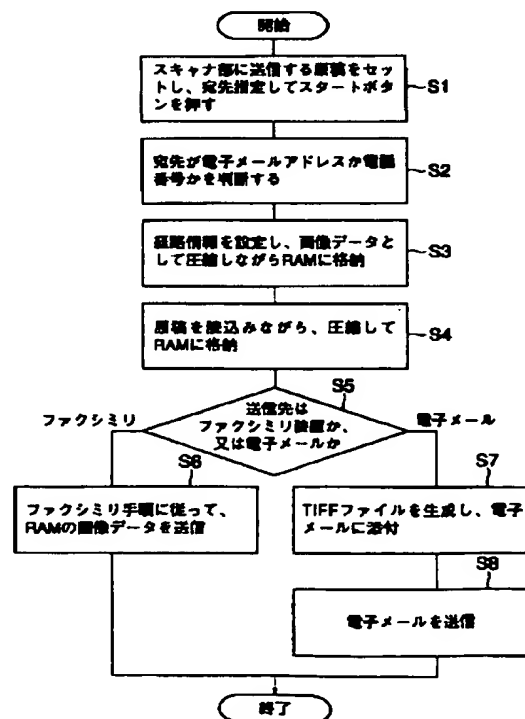 開始
スキャナ部に送信する原稿をセッ
トし、宛先指定してスタートボタ
ンを押す
S1
宛先が電子メールアドレスか電話
番号かを判断する
S2
経路情報を設定し、画像データと
して圧縮しながらRAMに格納
S3
原稿を読込みながら、圧縮して
RAMに格納
S4
S5
送信先は
ファクシミリ装置か、
又は電子メールか
ファクシミリ
電子メール
S6
ファクシミリ手順に従って、
RAMの画像データを送信
S7
TIFFファイルを生成し、電子
メールに添付
S8
電子メールを送信
終了